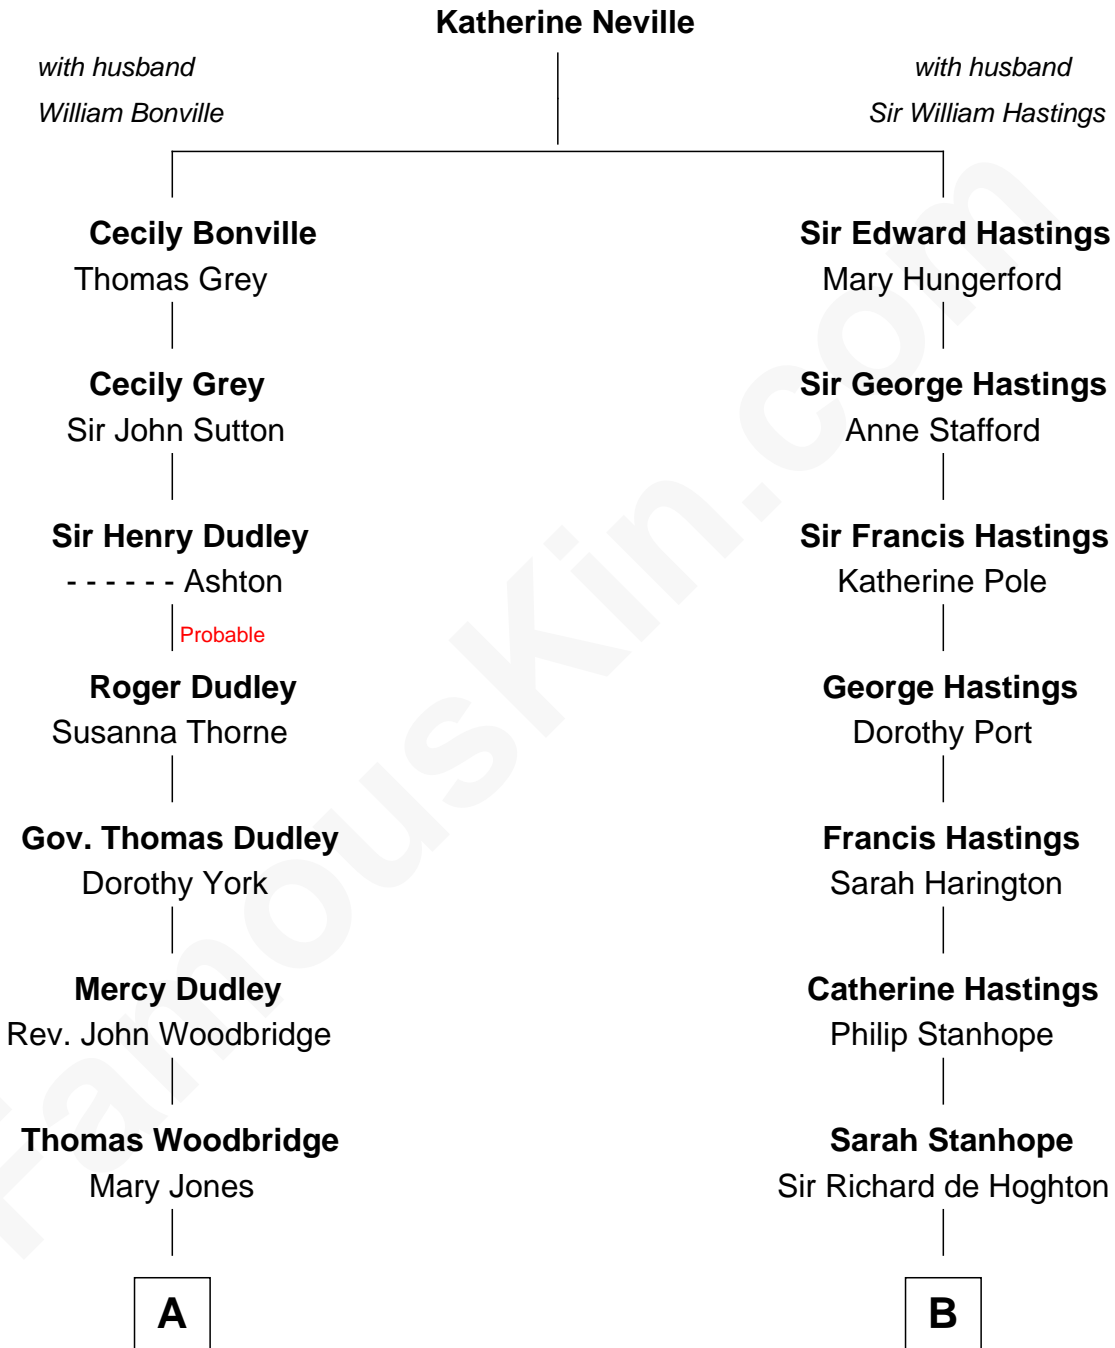 Katherine Neville
with husband
William Bonville
with husband
Sir William Hastings
Cecily Bonville
Thomas Grey
Sir Edward Hastings
Mary Hungerford
Cecily Grey
Sir John Sutton
Sir George Hastings
Anne Stafford
Sir Henry Dudley
- - - - - - Ashton
Probable
Sir Francis Hastings
Katherine Pole
Roger Dudley
Susanna Thorne
George Hastings
Dorothy Port
Gov. Thomas Dudley
Dorothy York
Francis Hastings
Sarah Harington
Mercy Dudley
Rev. John Woodbridge
Catherine Hastings
Philip Stanhope
Thomas Woodbridge
Mary Jones
Sarah Stanhope
Sir Richard de Hoghton
A
B
FamousKin.com